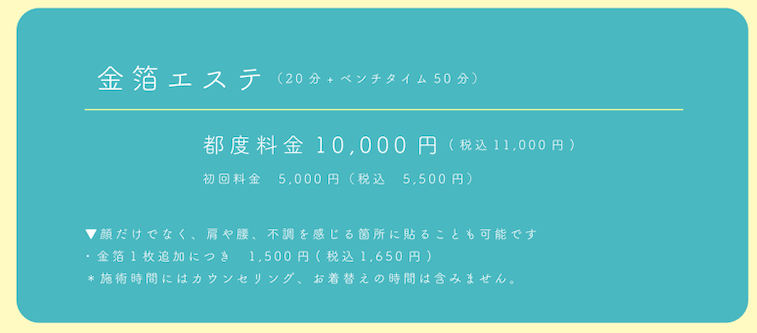 金箔エステ（20分+ベンチタイム50分）
都度料金 10,000円(税込11,000円)
初回料金　5,000円（税込　5,500円）
▼顔だけでなく、肩や腰、不調を感じる箇所に貼ることも可能です
・金箔１枚追加につき　1,500円(税込1,650円)
＊施術時間にはカウンセリング、お着替えの時間は含みません。